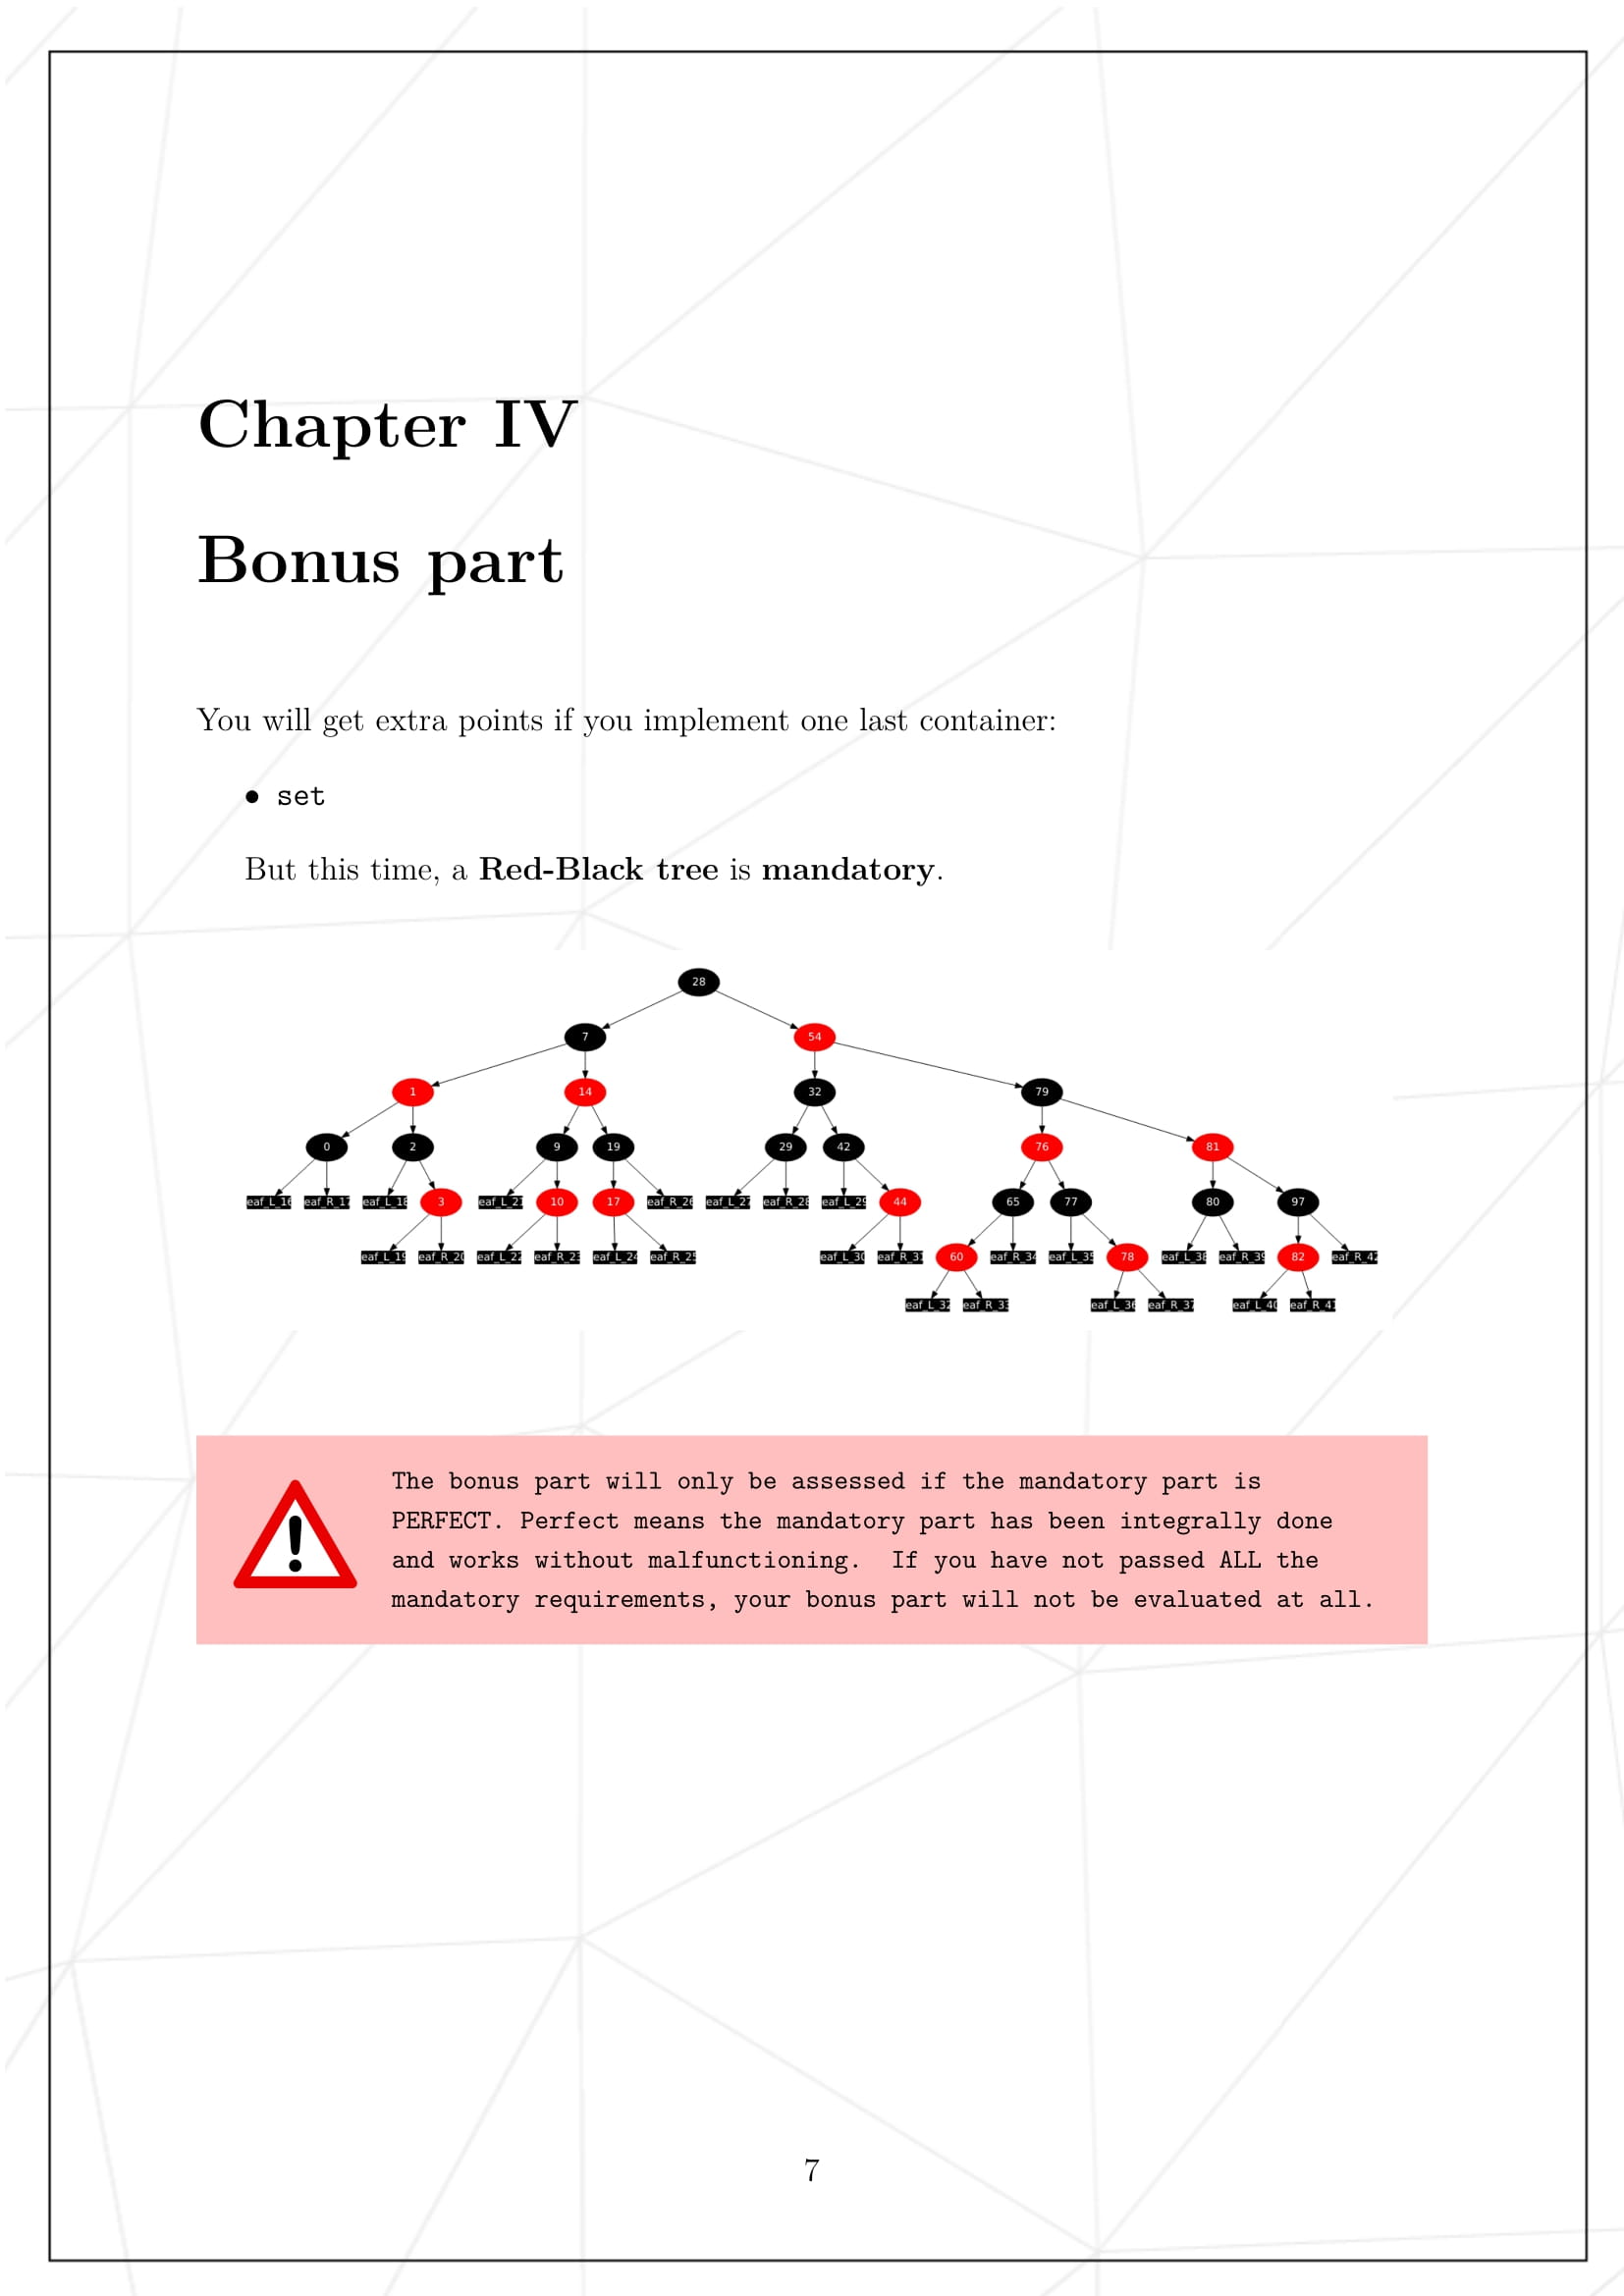 Chapter IV
Bonus part
You will get extra points if you implement one last container:
• set
But this time, a Red-Black tree is mandatory.
28
7 54
1 14 32 79
0 2 9 19 29 42 76 81
eaf_L_16 eaf_R_17 eaf_L_18 3 eaf_L_21 10 17 eaf_R_26 eaf_L_27 eaf_R_28 eaf_L_29 44 65 77 80 97
eaf_L_19 eaf_R_20 eaf_L_22 eaf_R_23 eaf_L_24 eaf_R_25 eaf_L_30 eaf_R_31 60 eaf_R_34 eaf_L_35 78 eaf_L_38 eaf_R_39 82 eaf_R_42
eaf_L_32 eaf_R_33 eaf_L_36 eaf_R_37 eaf_L_40 eaf_R_41
The bonus part will only be assessed if the mandatory part is
PERFECT. Perfect means the mandatory part has been integrally done
and works without malfunctioning. If you have not passed ALL the
mandatory requirements, your bonus part will not be evaluated at all.
7